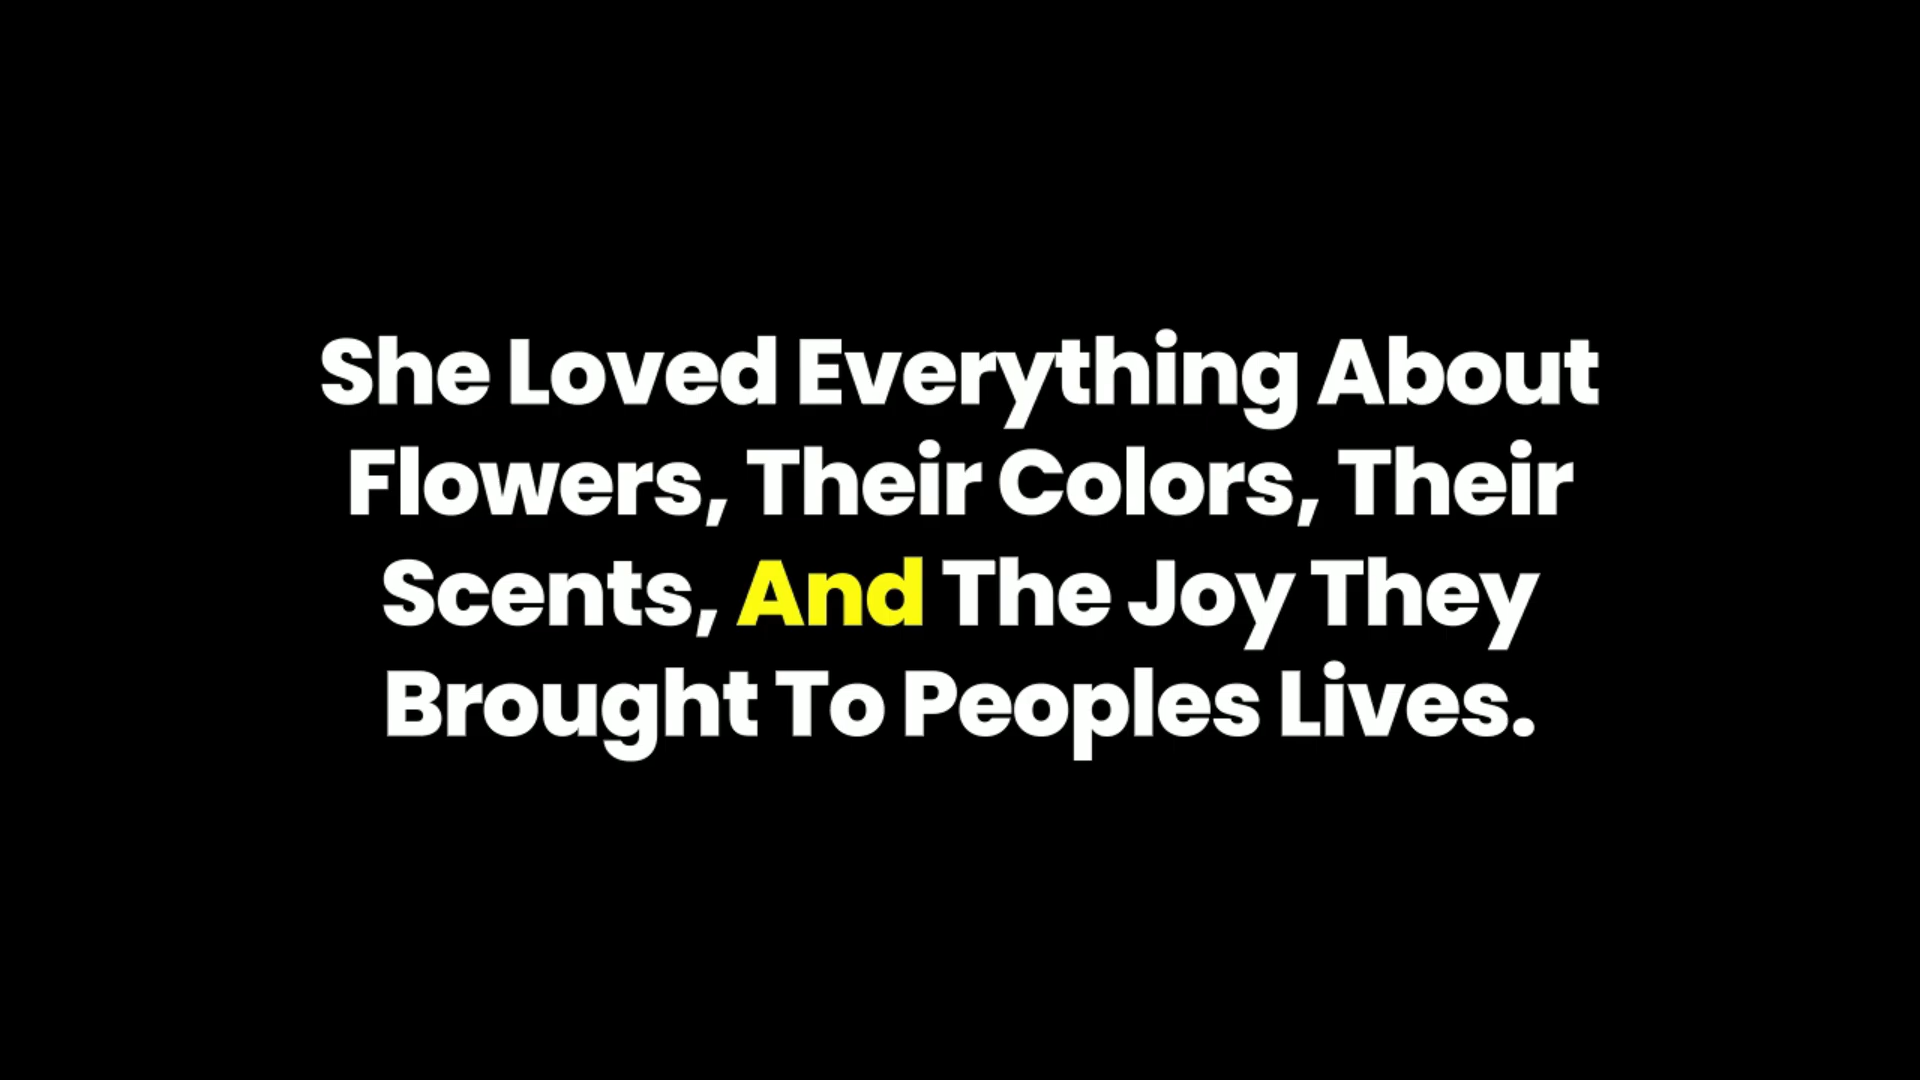 She Loved Everything About
Flowers, Their Colors, Their
Scents, And The Joy They
Brought To Peoples Lives.